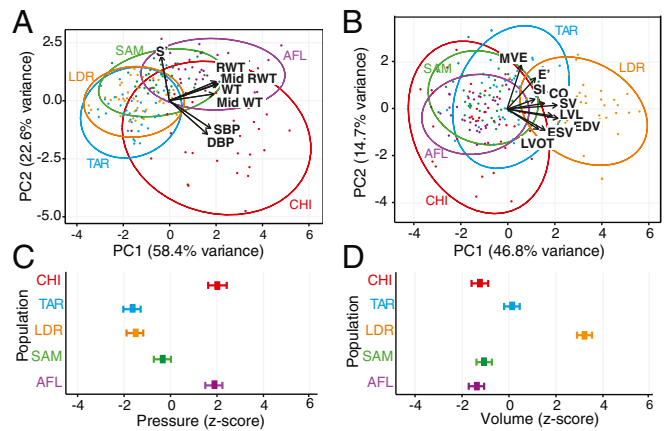 A
SAM
AFL
LDR
TAR
CHI
S'
RWT
Mid RWT
WT
Mid WT
SBP
DBP
2.5
0.0
-2.5
-5.0
PC2 (22.6% variance)
-4 -2 0 2 4 6
PC1 (58.4% variance)
B
TAR
SAM
LDR
AFL
CHI
MVE
E'
SI
CO
SV
LVL
EDV
ESV
LVOT
2
0
-2
-4
PC2 (14.7% variance)
-4 -2 0 2 4 6
PC1 (46.8% variance)
C
CHI
TAR
LDR
SAM
AFL
Population
-4 -2 0 2 4 6
Pressure (z-score)
D
CHI
TAR
LDR
SAM
AFL
Population
-4 -2 0 2 4 6
Volume (z-score)